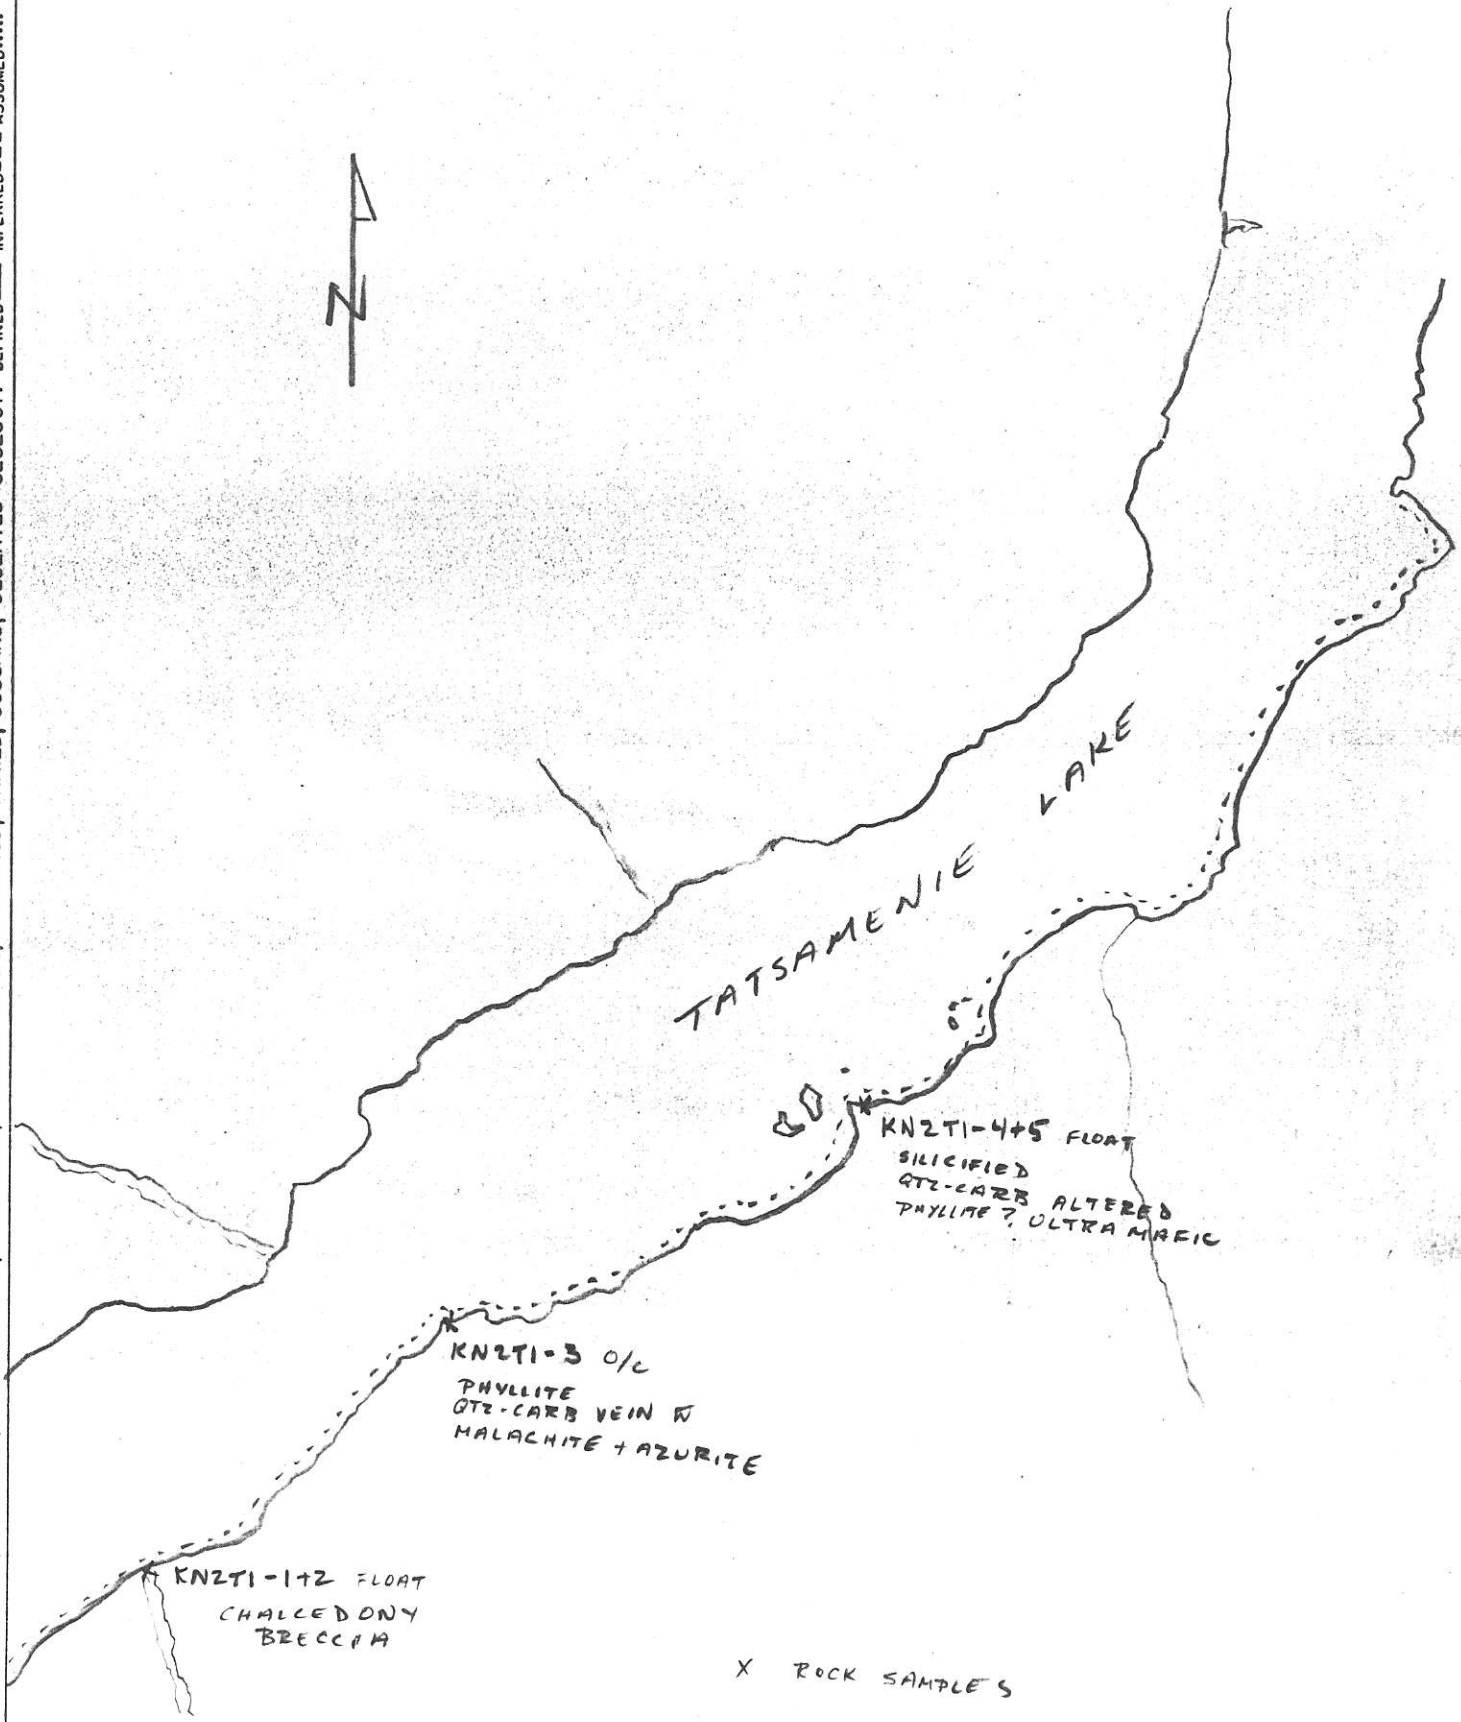 N
TATSAMENIE LAKE
KN2T1-4+5 FLOAT
SILICIFIED
QTZ-CARB ALTERED
PHYLLITE? ULTRAMAFIC
KN2T1-3 O/C
PHYLLITE
QTZ-CARB VEIN W
MALACHITE + AZURITE
KN2T1-1+2 FLOAT
CHALCEDONY
BRECCIA
X ROCK SAMPLES